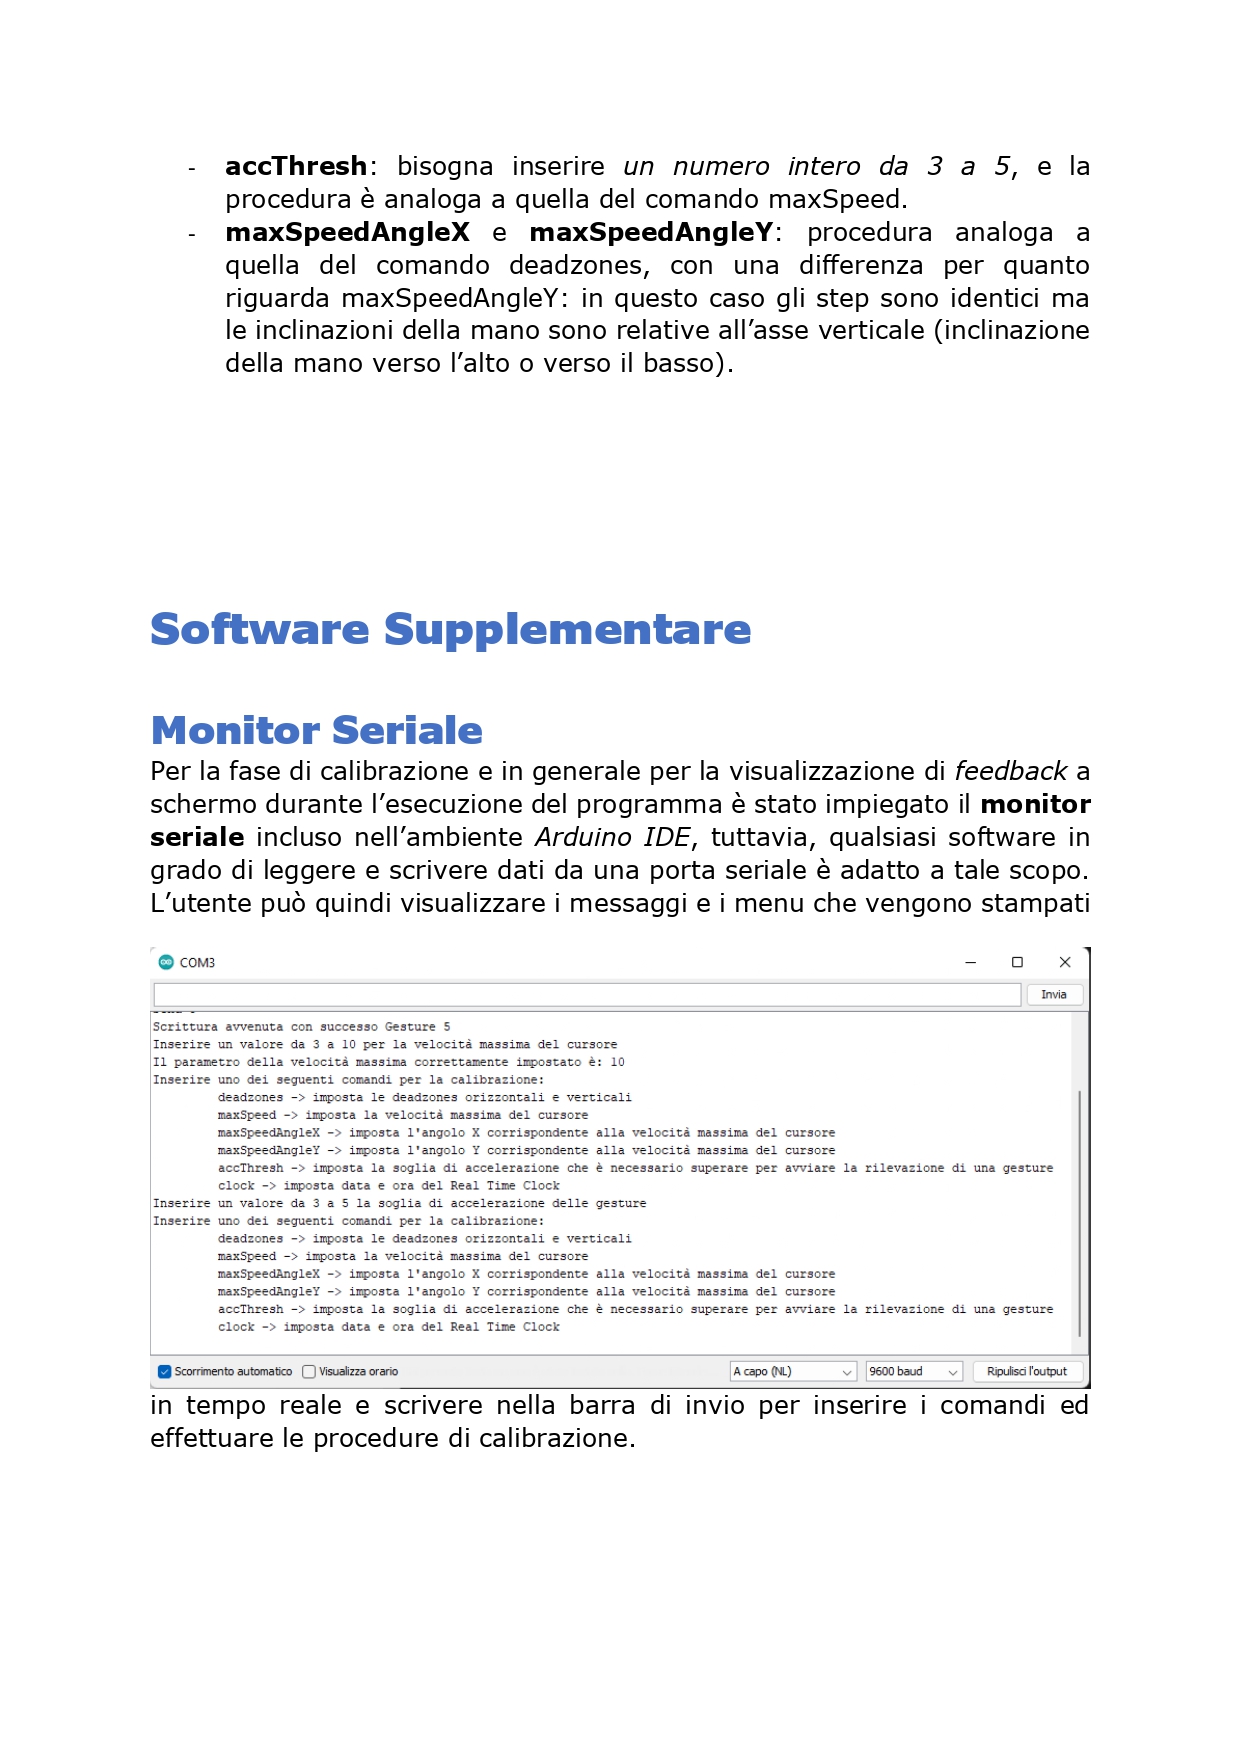 - accThresh: bisogna inserire un numero intero da 3 a 5, e la
procedura è analoga a quella del comando maxSpeed.
- maxSpeedAngleX e maxSpeedAngleY: procedura analoga a
quella del comando deadzones, con una differenza per quanto
riguarda maxSpeedAngleY: in questo caso gli step sono identici ma
le inclinazioni della mano sono relative all’asse verticale (inclinazione
della mano verso l’alto o verso il basso).
Software Supplementare
Monitor Seriale
Per la fase di calibrazione e in generale per la visualizzazione di feedback a
schermo durante l’esecuzione del programma è stato impiegato il monitor
seriale incluso nell’ambiente Arduino IDE, tuttavia, qualsiasi software in
grado di leggere e scrivere dati da una porta seriale è adatto a tale scopo.
L’utente può quindi visualizzare i messaggi e i menu che vengono stampati
COM3
Invia
Scrittura avvenuta con successo Gesture 5
Inserire un valore da 3 a 10 per la velocità massima del cursore
Il parametro della velocità massima correttamente impostato è: 10
Inserire uno dei seguenti comandi per la calibrazione:
deadzones -> imposta le deadzones orizzontali e verticali
maxSpeed -> imposta la velocità massima del cursore
maxSpeedAngleX -> imposta l'angolo X corrispondente alla velocità massima del cursore
maxSpeedAngleY -> imposta l'angolo Y corrispondente alla velocità massima del cursore
accThresh -> imposta la soglia di accelerazione che è necessario superare per avviare la rilevazione di una gesture
clock -> imposta data e ora del Real Time Clock
Inserire un valore da 3 a 5 la soglia di accelerazione delle gesture
Inserire uno dei seguenti comandi per la calibrazione:
deadzones -> imposta le deadzones orizzontali e verticali
maxSpeed -> imposta la velocità massima del cursore
maxSpeedAngleX -> imposta l'angolo X corrispondente alla velocità massima del cursore
maxSpeedAngleY -> imposta l'angolo Y corrispondente alla velocità massima del cursore
accThresh -> imposta la soglia di accelerazione che è necessario superare per avviare la rilevazione di una gesture
clock -> imposta data e ora del Real Time Clock
Scorrimento automatico Visualizza orario A capo (NL) 9600 baud Ripulisci l'output
in tempo reale e scrivere nella barra di invio per inserire i comandi ed
effettuare le procedure di calibrazione.